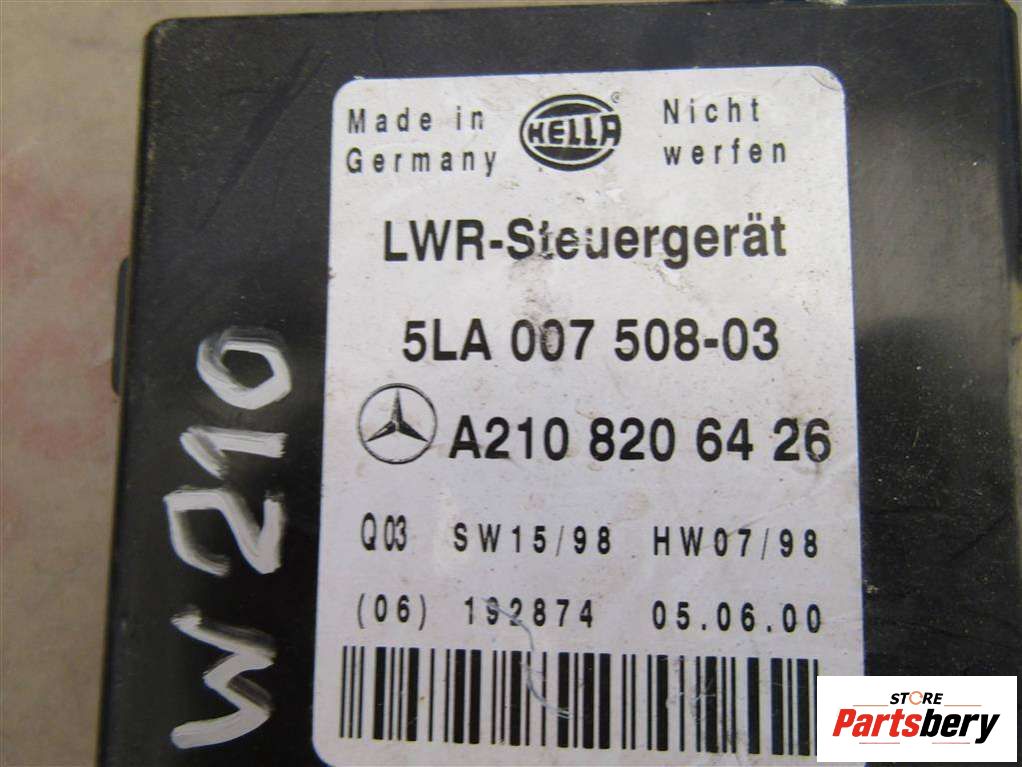 Made in
Germany
HELLA
®
Nicht
werfen
LWR-Steuergerät
5LA 007 508-03
A210 820 64 26
Q03 SW15/98 HW07/98
(06) 192874 05.06.00
W210
STORE
Partsbery